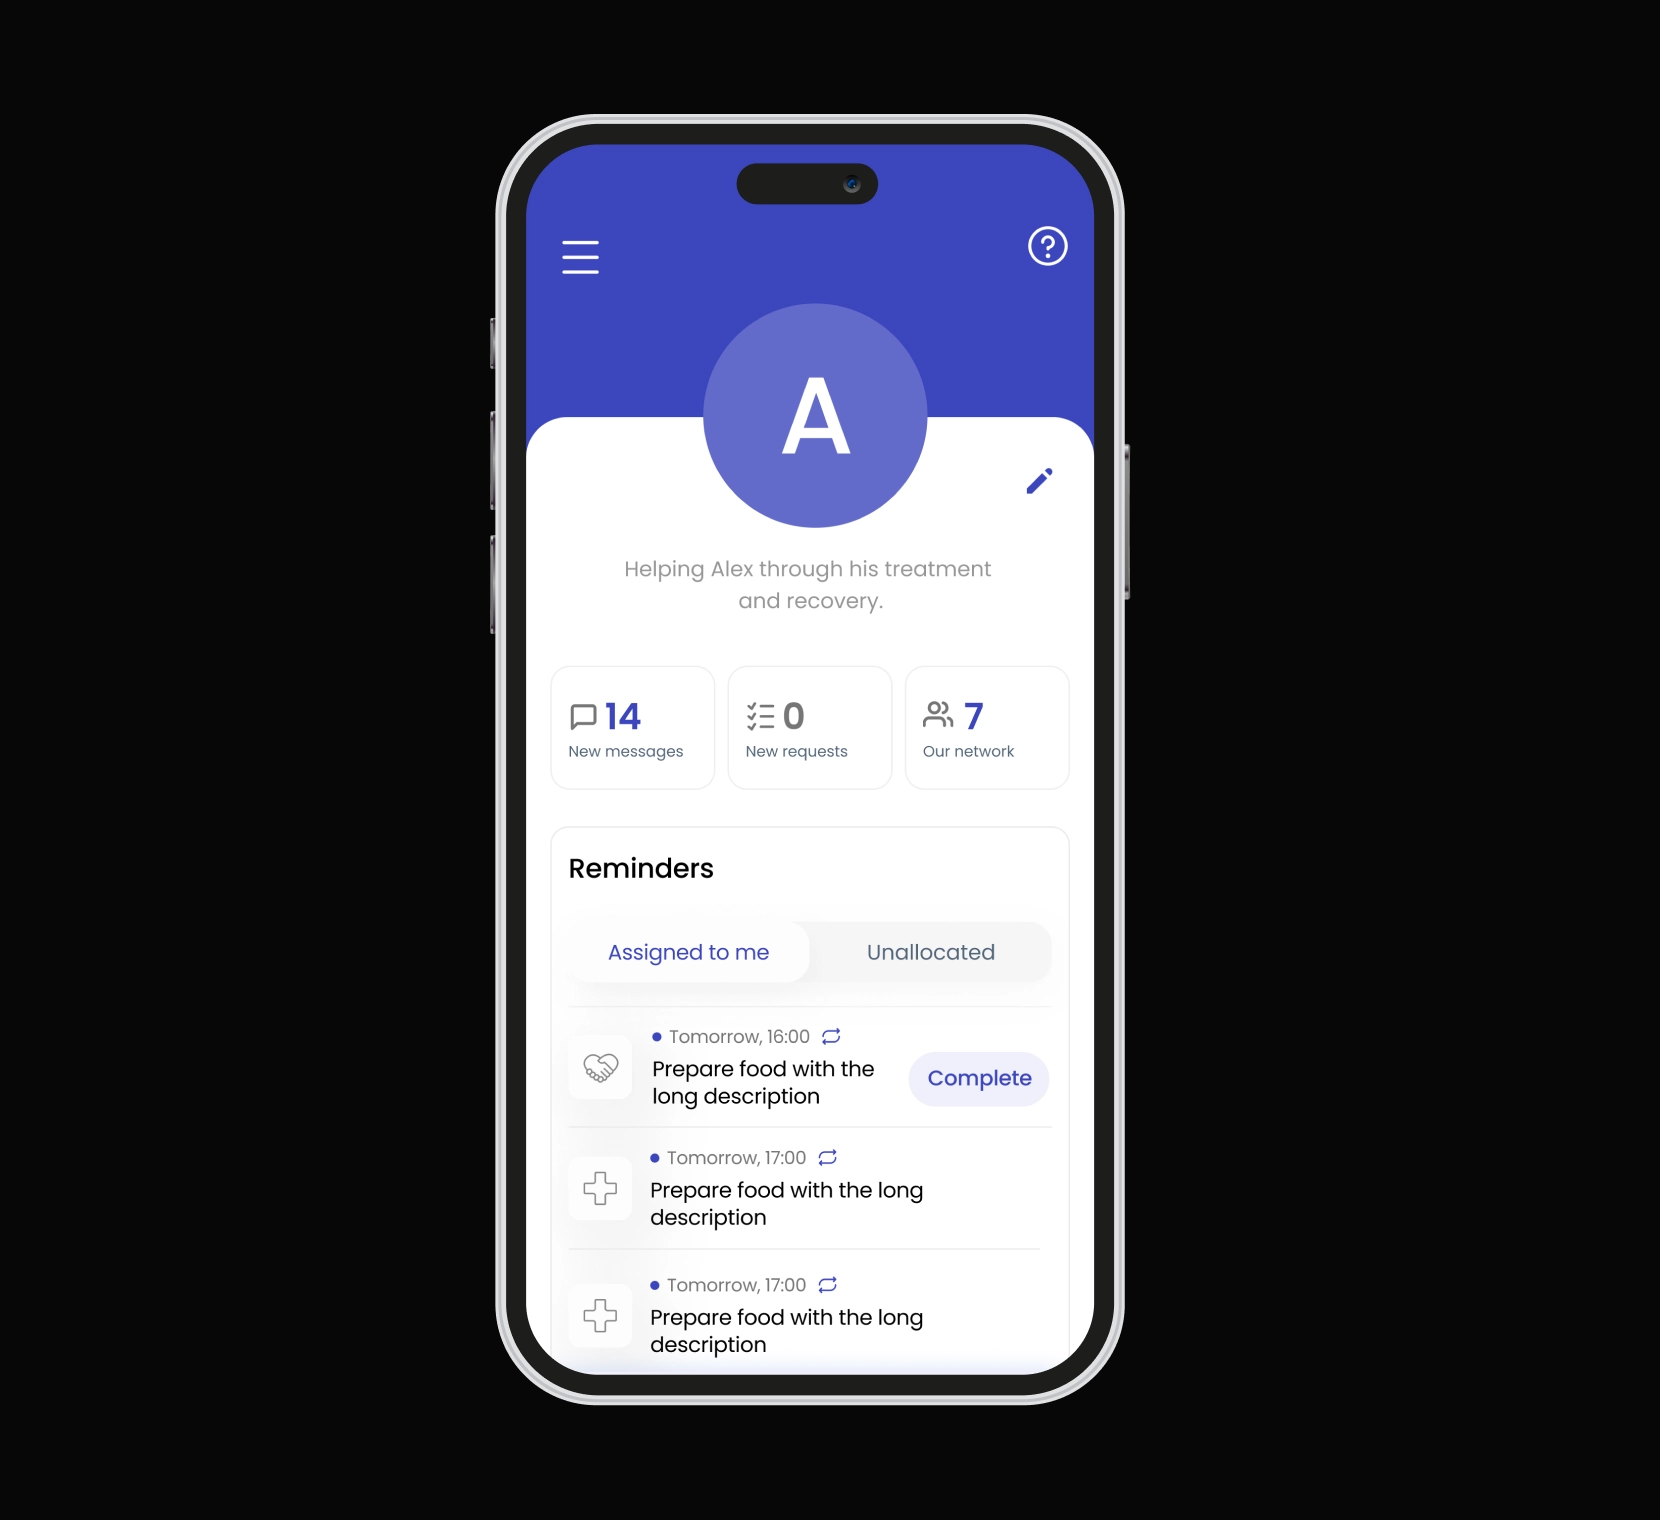 ?
A
Helping Alex through his treatment
and recovery.
14
New messages
0
New requests
7
Our network
Reminders
Assigned to me
Unallocated
Tomorrow, 16:00
Prepare food with the
long description
Complete
Tomorrow, 17:00
Prepare food with the long
description
Tomorrow, 17:00
Prepare food with the long
description